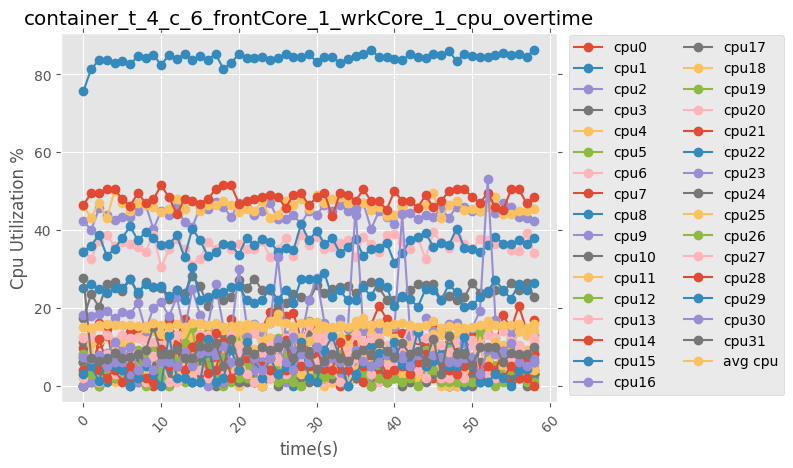 container_t_4_c_6_frontCore_1_wrkCore_1_cpu_overtime
Cpu Utilization %
80
60
40
20
0
0 10 20 30 40 50 60
time(s)
cpu0
cpu1
cpu2
cpu3
cpu4
cpu5
cpu6
cpu7
cpu8
cpu9
cpu10
cpu11
cpu12
cpu13
cpu14
cpu15
cpu16
cpu17
cpu18
cpu19
cpu20
cpu21
cpu22
cpu23
cpu24
cpu25
cpu26
cpu27
cpu28
cpu29
cpu30
cpu31
avg cpu